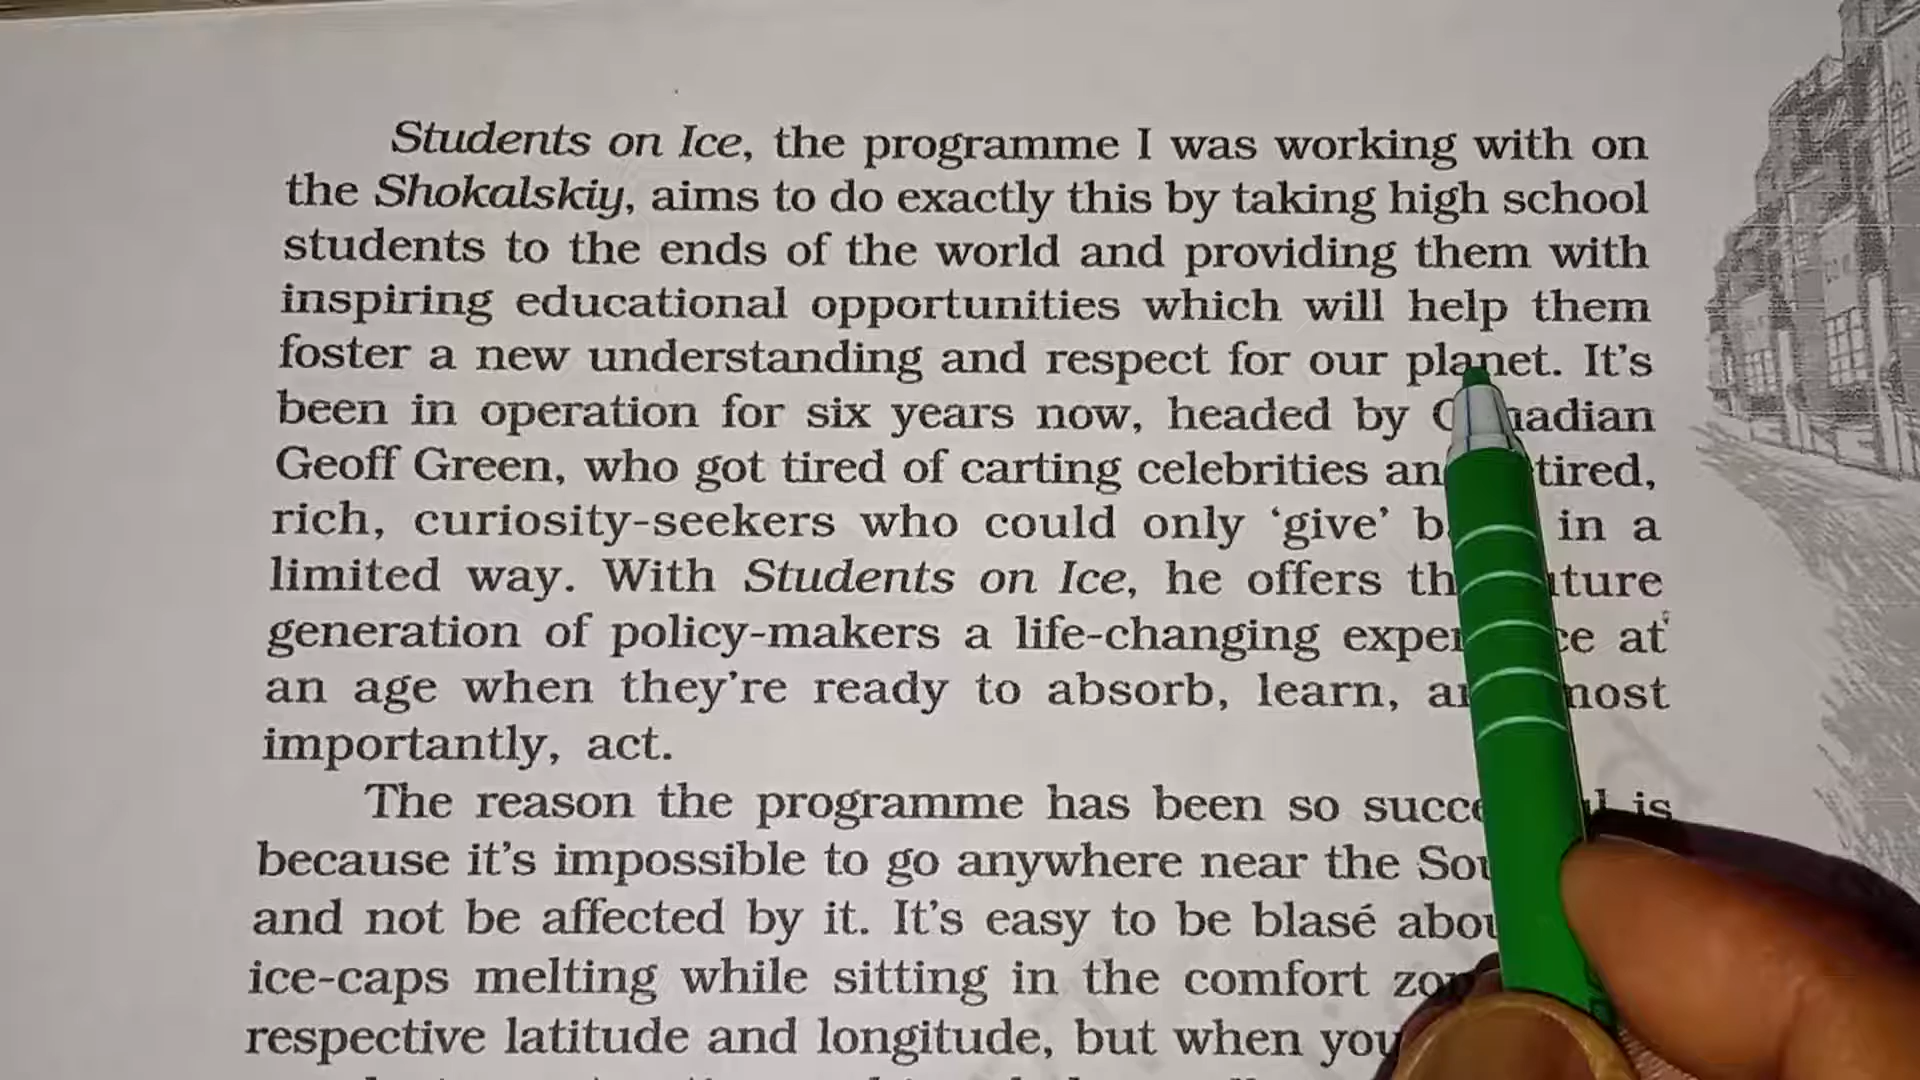 Students on Ice, the programme I was working with on
the Shokalskiy, aims to do exactly this by taking high school
students to the ends of the world and providing them with
inspiring educational opportunities which will help them
foster a new understanding and respect for our planet. It's
been in operation for six years now, headed by Canadian
Geoff Green, who got tired of carting celebrities and
rich, curiosity-seekers who could only ‘give’ in a
limited way. With Students on Ice, he offers
generation of policy-makers a life-changing experience at
an age when they're ready to absorb, learn, most
importantly, act.
The reason the programme has been so is
because it's impossible to go anywhere near the
and not be affected by it. It's easy to be blasé
ice-caps melting while sitting in the comfort
respective latitude and longitude, but when